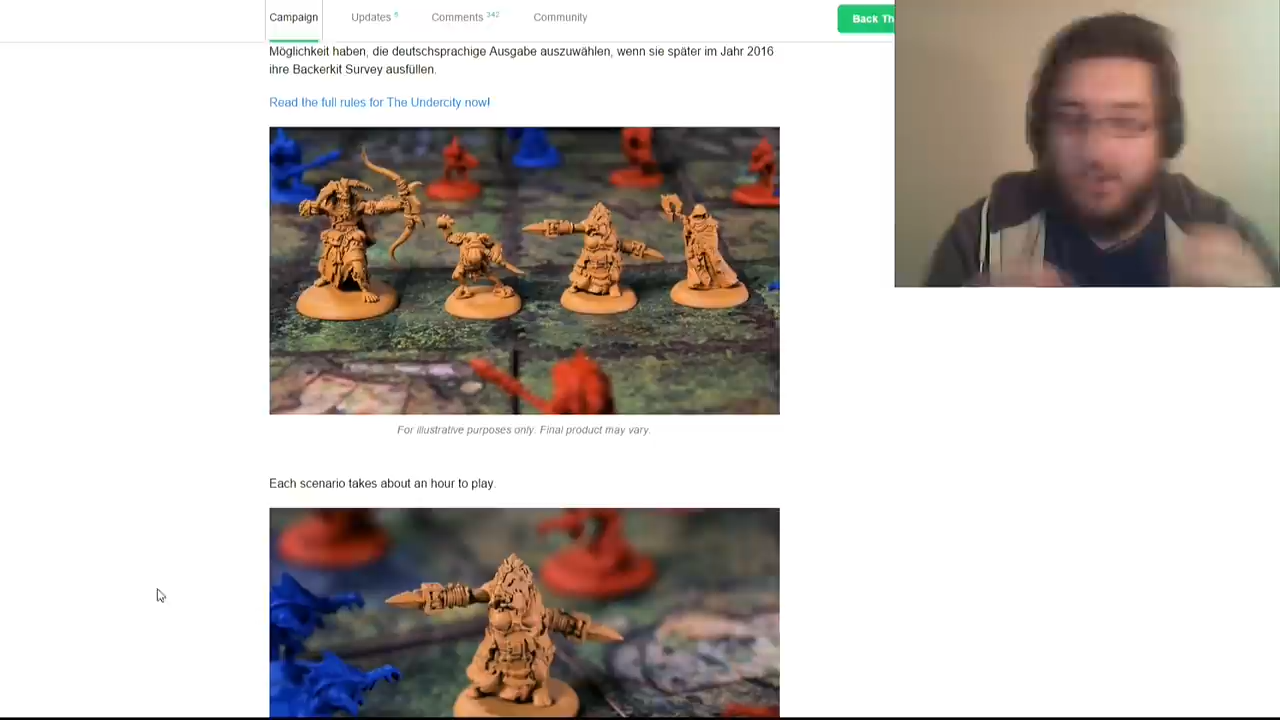 Campaign Updates 5 Comments 342 Community
Back Th
Möglichkeit haben, die deutschsprachige Ausgabe auszuwählen, wenn sie später im Jahr 2016
ihre Backerkit Survey ausfüllen.
Read the full rules for The Undercity now!
For illustrative purposes only. Final product may vary.
Each scenario takes about an hour to play.